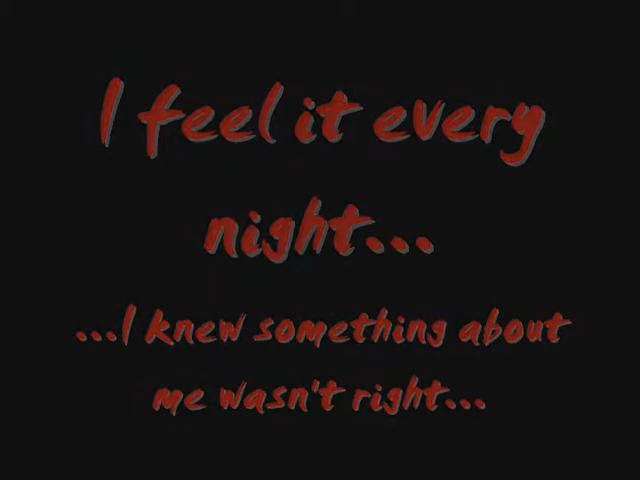 I feel it every
night...
...I knew something about
me wasn't right...